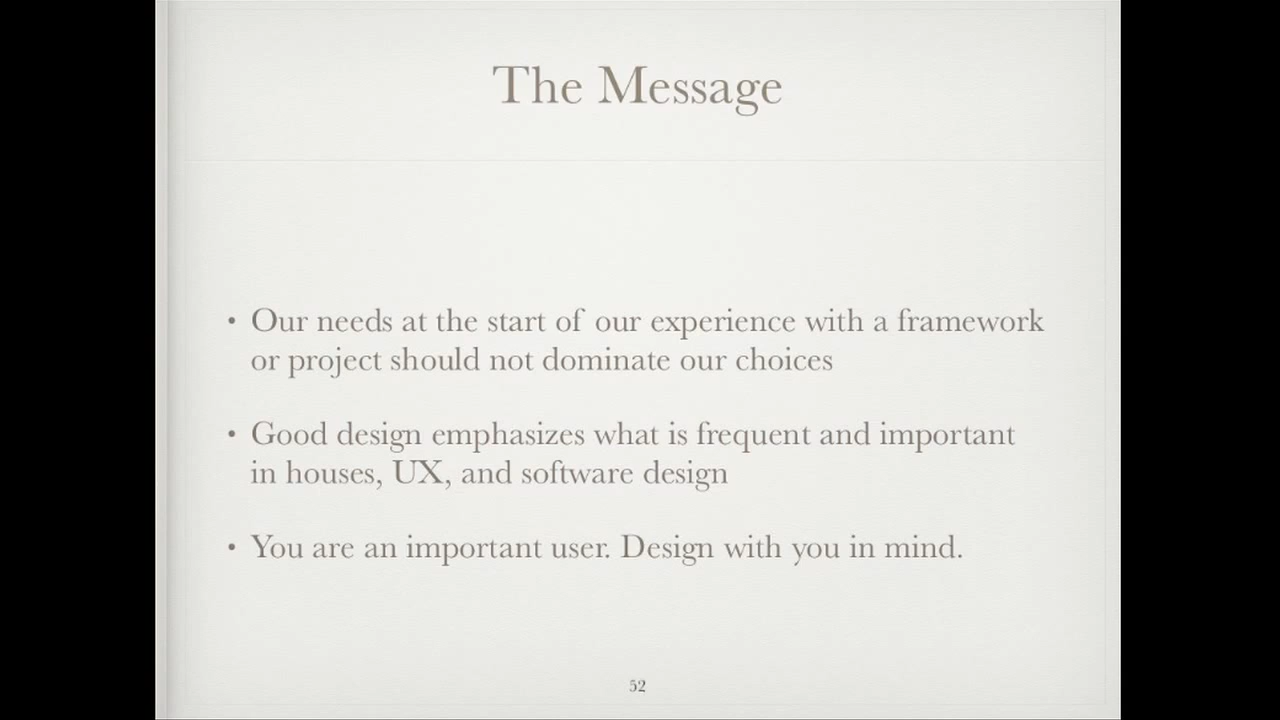 The Message
• Our needs at the start of our experience with a framework
or project should not dominate our choices
• Good design emphasizes what is frequent and important
in houses, UX, and software design
• You are an important user. Design with you in mind.
52